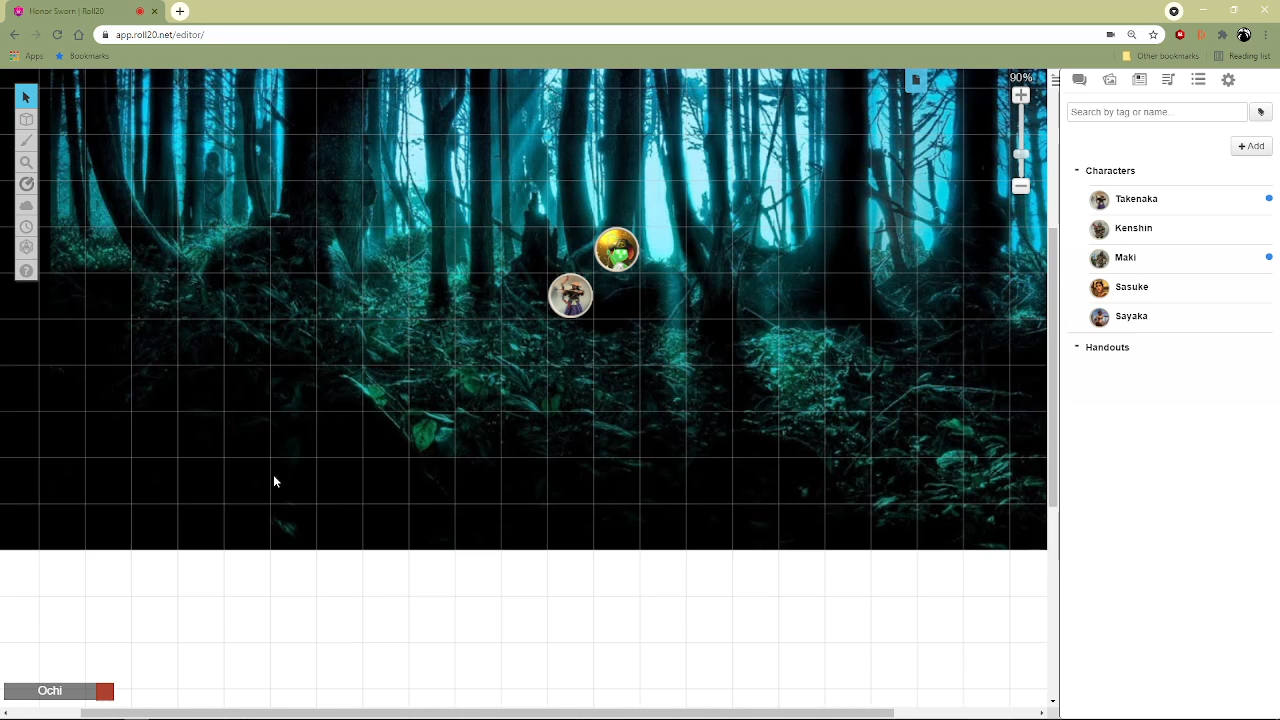 Honor Sworn | Roll20
app.roll20.net/editor/
Apps Bookmarks Other bookmarks Reading list
90%
Search by tag or name...
+ Add
- Characters
Takenaka
Kenshin
Maki
Sasuke
Sayaka
- Handouts
Ochi